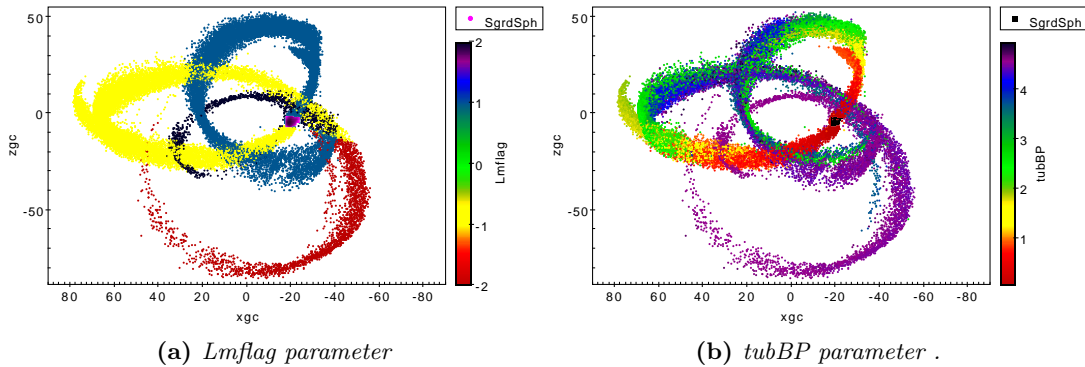 SgrdSph
50
0
-50
zgc
80 60 40 20 0 -20 -40 -60 -80
xgc
2
1
0
-1
-2
Lmflag
(a) Lmflag parameter
SgrdSph
50
0
-50
zgc
80 60 40 20 0 -20 -40 -60 -80
xgc
4
3
2
1
tubBP
(b) tubBP parameter .